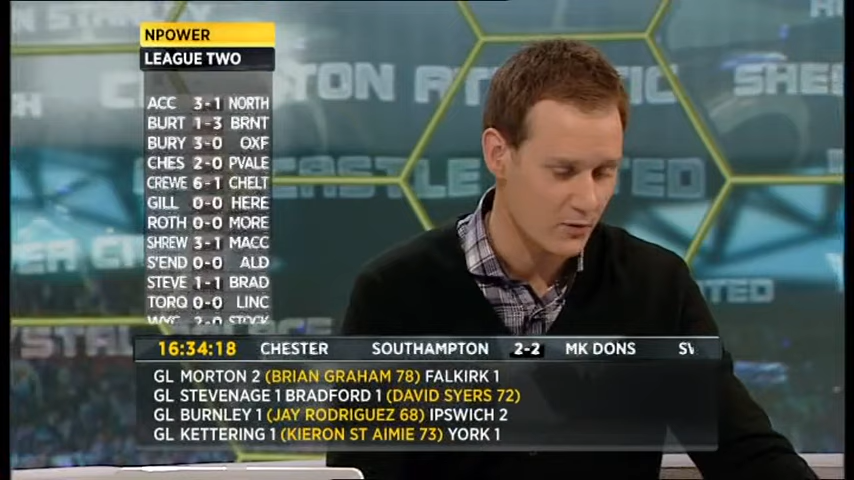 NPOWER
LEAGUE TWO
ACC 3-1 NORTH
BURT 1-3 BRNT
BURY 3-0 OXF
CHES 2-0 PVALE
CREWE 6-1 CHELT
GILL 0-0 HERE
ROTH 0-0 MORE
SHREW 3-1 MACC
S'END 0-0 ALD
STEVE 1-1 BRAD
TORQ 0-0 LINC
WYC 2-0 STOCK
16:34:18 CHESTER SOUTHAMPTON 2-2 MK DONS
GL MORTON 2 (BRIAN GRAHAM 78) FALKIRK 1
GL STEVENAGE 1 BRADFORD 1 (DAVID SYERS 72)
GL BURNLEY 1 (JAY RODRIGUEZ 68) IPSWICH 2
GL KETTERING 1 (KIERON ST AIMIE 73) YORK 1